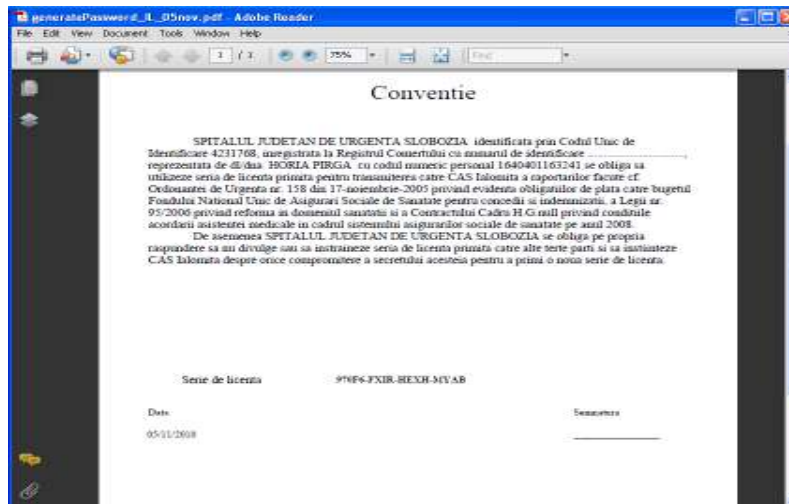 generatePassword_IL_05nov.pdf - Adobe Reader
File Edit View Document Tools Window Help
1 / 1 75% Find
Conventie
SPITALUL JUDETAN DE URGENTA SLOBOZIA identificata prin Codul Unic de
Identificare 4231768, inregistrata la Registrul Comertului cu numarul de identificare ........................,
reprezentata de dl/dna HORIA PIRGA cu codul numeric personal 1640401163241 se obliga sa
utilizeze seria de licenta primita pentru transmiterea catre CAS Ialomita a raportarilor facute cf.
Ordonantei de Urgenta nr. 158 din 17-noiembrie-2005 privind evidenta obligatiilor de plata catre bugetul
Fondului National Unic de Asigurari Sociale de Sanatate pentru concedii si indemnizatii, a Legii nr.
95/2006 privind reforma in domeniul sanatatii si a Contractului Cadru H.G null privind conditiile
acordarii asistentei medicale in cadrul sistemului asigurarilor sociale de sanatate pe anul 2008.
De asemenea SPITALUL JUDETAN DE URGENTA SLOBOZIA se obliga pe propria
raspundere sa nu divulge sau sa instraineze seria de licenta primita catre alte terte parti si sa instiinteze
CAS Ialomita despre orice compromitere a secretului acesteia pentru a primi o noua serie de licenta.
Serie de licenta 976F6-FXIR-HEXH-MYAB
Data Semnatura
05/11/2010